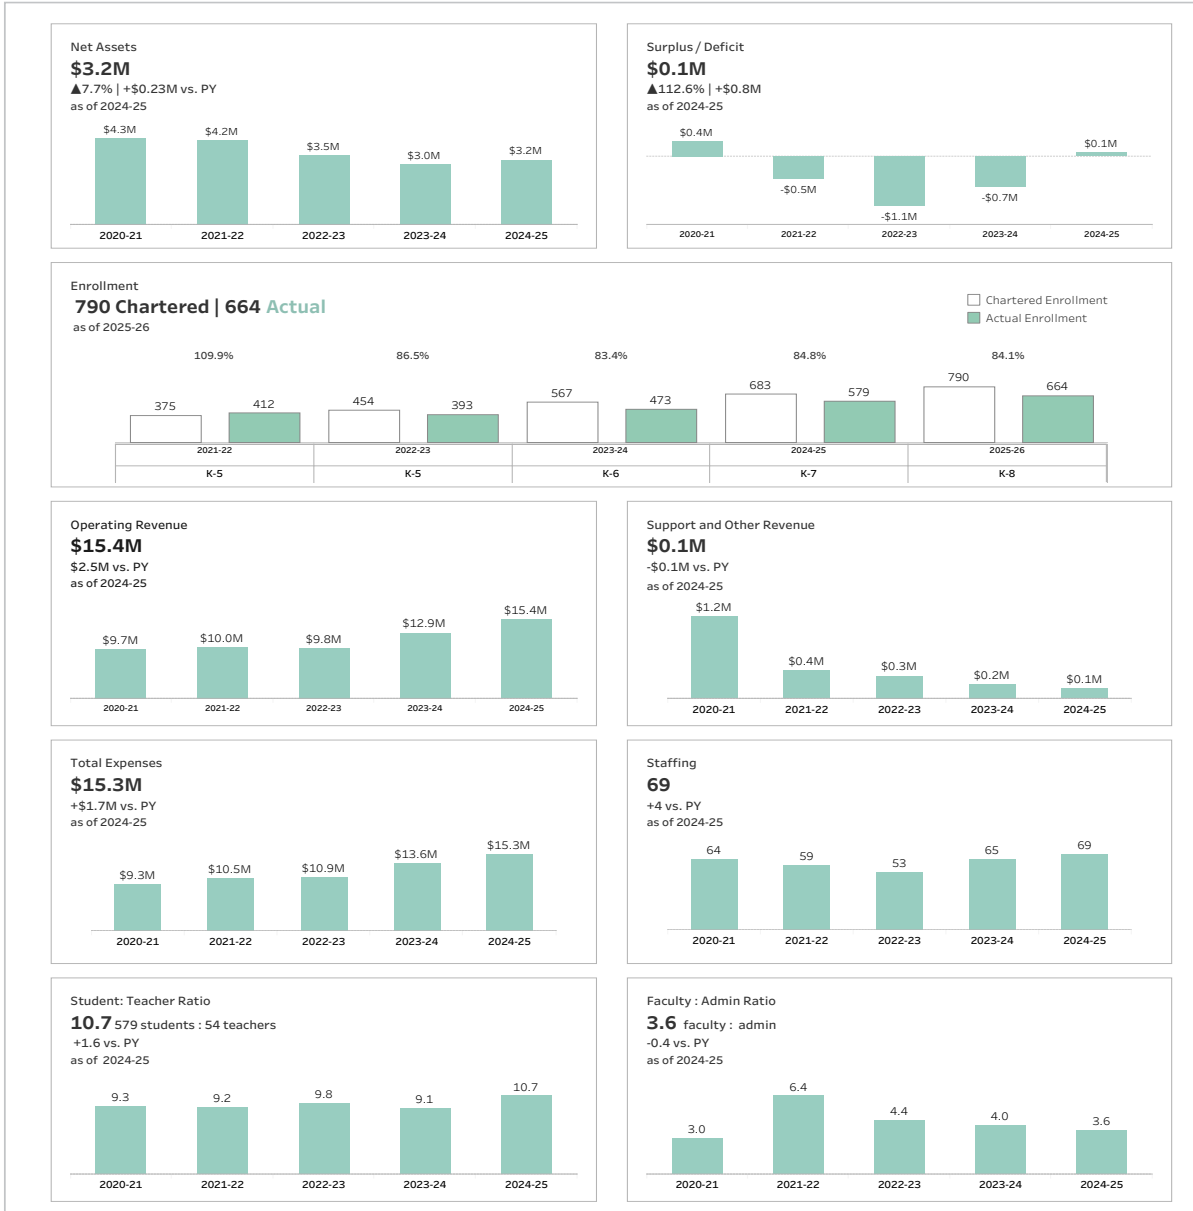 Net Assets
$3.2M
▲7.7% | +$0.23M vs. PY
as of 2024-25
$4.3M $4.2M $3.5M $3.0M $3.2M
2020-21 2021-22 2022-23 2023-24 2024-25
Surplus / Deficit
$0.1M
▲112.6% | +$0.8M
as of 2024-25
$0.4M -$0.5M -$1.1M -$0.7M $0.1M
2020-21 2021-22 2022-23 2023-24 2024-25
Enrollment
790 Chartered | 664 Actual
as of 2025-26
Chartered Enrollment
Actual Enrollment
109.9% 86.5% 83.4% 84.8% 84.1%
375 412 454 393 567 473 683 579 790 664
2021-22 2022-23 2023-24 2024-25 2025-26
K-5 K-5 K-6 K-7 K-8
Operating Revenue
$15.4M
$2.5M vs. PY
as of 2024-25
$9.7M $10.0M $9.8M $12.9M $15.4M
2020-21 2021-22 2022-23 2023-24 2024-25
Support and Other Revenue
$0.1M
-$0.1M vs. PY
as of 2024-25
$1.2M $0.4M $0.3M $0.2M $0.1M
2020-21 2021-22 2022-23 2023-24 2024-25
Total Expenses
$15.3M
+$1.7M vs. PY
as of 2024-25
$9.3M $10.5M $10.9M $13.6M $15.3M
2020-21 2021-22 2022-23 2023-24 2024-25
Staffing
69
+4 vs. PY
as of 2024-25
64 59 53 65 69
2020-21 2021-22 2022-23 2023-24 2024-25
Student: Teacher Ratio
10.7 579 students : 54 teachers
+1.6 vs. PY
as of 2024-25
9.3 9.2 9.8 9.1 10.7
2020-21 2021-22 2022-23 2023-24 2024-25
Faculty : Admin Ratio
3.6 faculty : admin
-0.4 vs. PY
as of 2024-25
3.0 6.4 4.4 4.0 3.6
2020-21 2021-22 2022-23 2023-24 2024-25